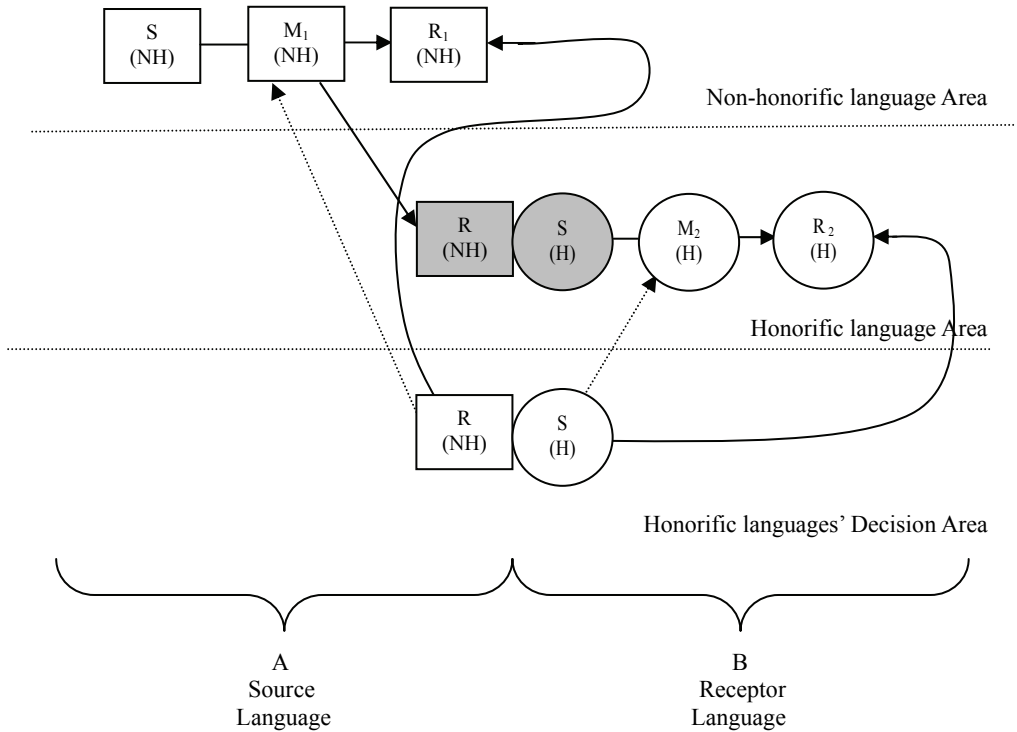 S
(NH)
M₁
(NH)
R₁
(NH)
Non-honorific language Area
R
(NH)
S
(H)
M₂
(H)
R₂
(H)
Honorific language Area
R
(NH)
S
(H)
Honorific languages’ Decision Area
A
Source
Language
B
Receptor
Language